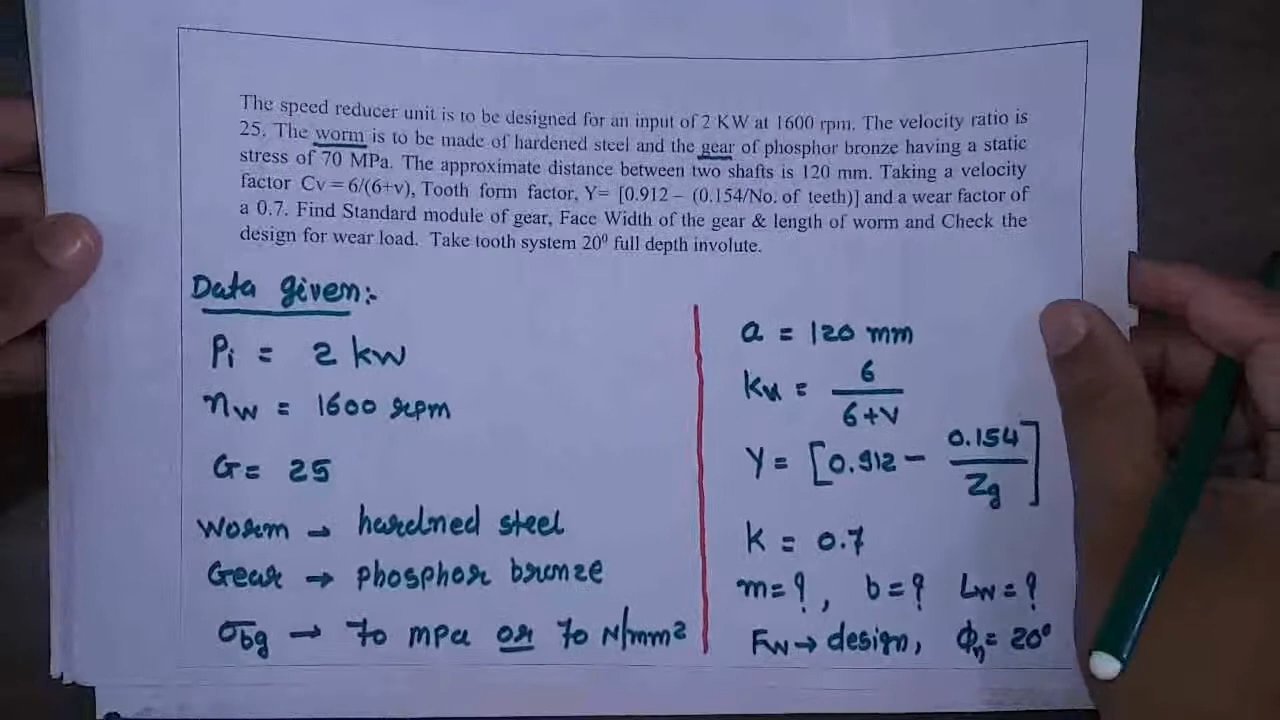 The speed reducer unit is to be designed for an input of 2 KW at 1600 rpm. The velocity ratio is
25. The worm is to be made of hardened steel and the gear of phosphor bronze having a static
stress of 70 MPa. The approximate distance between two shafts is 120 mm. Taking a velocity
factor Cv = 6/(6+v), Tooth form factor, Y= [0.912 – (0.154/No. of teeth)] and a wear factor of
a 0.7. Find Standard module of gear, Face Width of the gear & length of worm and Check the
design for wear load. Take tooth system 20⁰ full depth involute.
Data given:-
Pi = 2 kW
nw = 1600 rpm
G = 25
Worm → hardned steel
Gear → phosphor bronze
σbg → 70 mpa or 70 N/mm²
a = 120 mm
kv = 6/(6+v)
Y = [0.912 - 0.154/Zg]
k = 0.7
m = ?, b = ? Lw = ?
Fw → design, ϕn = 20°